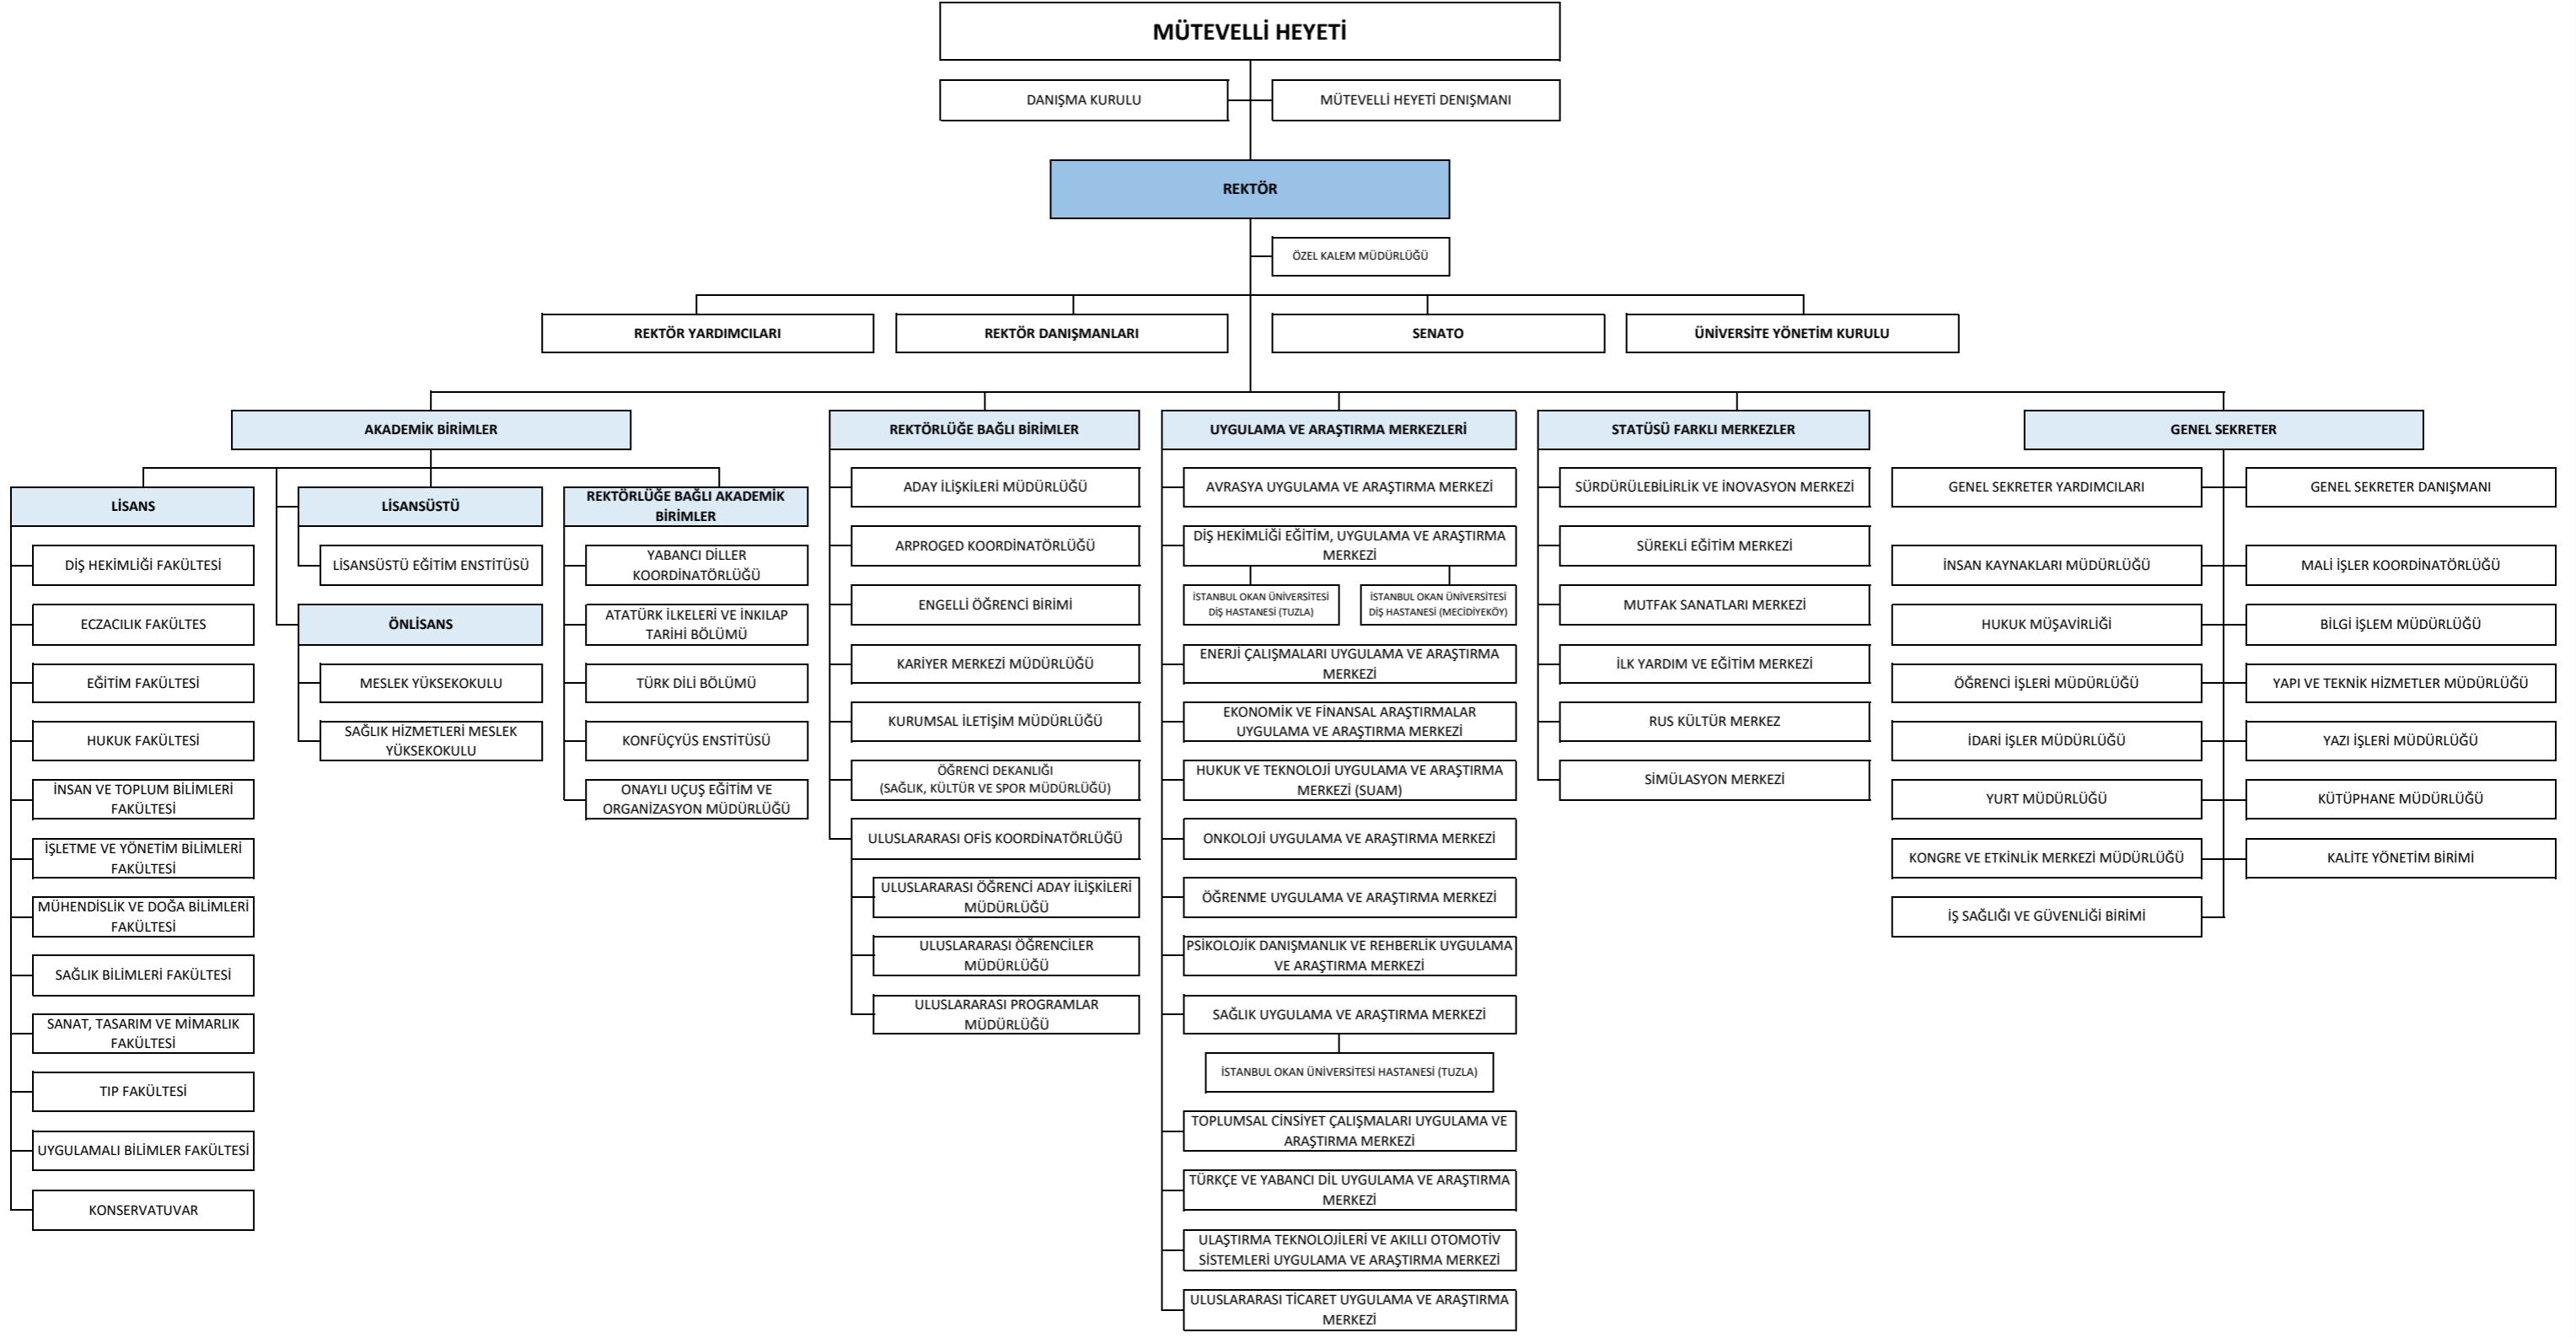 MÜTEVELLİ HEYETİ
DANIŞMA KURULU
MÜTEVELLİ HEYETİ DENIŞMANI
REKTÖR
ÖZEL KALEM MÜDÜRLÜĞÜ
REKTÖR YARDIMCILARI
REKTÖR DANIŞMANLARI
SENATO
ÜNİVERSİTE YÖNETİM KURULU
AKADEMİK BİRİMLER
LİSANS
DİŞ HEKİMLİĞİ FAKÜLTESİ
ECZACILIK FAKÜLTES
EĞİTİM FAKÜLTESİ
HUKUK FAKÜLTESİ
İNSAN VE TOPLUM BİLİMLERİ
FAKÜLTESİ
İŞLETME VE YÖNETİM BİLİMLERİ
FAKÜLTESİ
MÜHENDİSLİK VE DOĞA BİLİMLERİ
FAKÜLTESİ
SAĞLIK BİLİMLERİ FAKÜLTESİ
SANAT, TASARIM VE MİMARLIK
FAKÜLTESİ
TIP FAKÜLTESİ
UYGULAMALI BİLİMLER FAKÜLTESİ
KONSERVATUVAR
LİSANSÜSTÜ
LİSANSÜSTÜ EĞİTİM ENSTİTÜSÜ
ÖNLİSANS
MESLEK YÜKSEKOKULU
SAĞLIK HİZMETLERİ MESLEK
YÜKSEKOKULU
REKTÖRLÜĞE BAĞLI AKADEMİK
BİRİMLER
YABANCI DİLLER
KOORDİNATÖRLÜĞÜ
ATATÜRK İLKELERİ VE İNKILAP
TARİHİ BÖLÜMÜ
TÜRK DİLİ BÖLÜMÜ
KONFÜÇYÜS ENSTİTÜSÜ
ONAYLI UÇUŞ EĞİTİM VE
ORGANİZASYON MÜDÜRLÜĞÜ
REKTÖRLÜĞE BAĞLI BİRİMLER
ADAY İLİŞKİLERİ MÜDÜRLÜĞÜ
ARPROGED KOORDİNATÖRLÜĞÜ
ENGELLİ ÖĞRENCİ BİRİMİ
KARİYER MERKEZİ MÜDÜRLÜĞÜ
KURUMSAL İLETİŞİM MÜDÜRLÜĞÜ
ÖĞRENCİ DEKANLIĞI
(SAĞLIK, KÜLTÜR VE SPOR MÜDÜRLÜĞÜ)
ULUSLARARASI OFİS KOORDİNATÖRLÜĞÜ
ULUSLARARASI ÖĞRENCİ ADAY İLİŞKİLERİ
MÜDÜRLÜĞÜ
ULUSLARARASI ÖĞRENCİLER
MÜDÜRLÜĞÜ
ULUSLARARASI PROGRAMLAR
MÜDÜRLÜĞÜ
UYGULAMA VE ARAŞTIRMA MERKEZLERİ
AVRASYA UYGULAMA VE ARAŞTIRMA MERKEZİ
DİŞ HEKİMLİĞİ EĞİTİM, UYGULAMA VE ARAŞTIRMA
MERKEZİ
İSTANBUL OKAN ÜNİVERSİTESİ
DİŞ HASTANESİ (TUZLA)
İSTANBUL OKAN ÜNİVERSİTESİ
DİŞ HASTANESİ (MECİDİYEKÖY)
ENERJİ ÇALIŞMALARI UYGULAMA VE ARAŞTIRMA
MERKEZİ
EKONOMİK VE FİNANSAL ARAŞTIRMALAR
UYGULAMA VE ARAŞTIRMA MERKEZİ
HUKUK VE TEKNOLOJİ UYGULAMA VE ARAŞTIRMA
MERKEZİ (SUAM)
ONKOLOJİ UYGULAMA VE ARAŞTIRMA MERKEZİ
ÖĞRENME UYGULAMA VE ARAŞTIRMA MERKEZİ
PSİKOLOJİK DANIŞMANLIK VE REHBERLİK UYGULAMA
VE ARAŞTIRMA MERKEZİ
SAĞLIK UYGULAMA VE ARAŞTIRMA MERKEZİ
İSTANBUL OKAN ÜNİVERSİTESİ HASTANESİ (TUZLA)
TOPLUMSAL CİNSİYET ÇALIŞMALARI UYGULAMA VE
ARAŞTIRMA MERKEZİ
TÜRKÇE VE YABANCI DİL UYGULAMA VE ARAŞTIRMA
MERKEZİ
ULAŞTIRMA TEKNOLOJİLERİ VE AKILLI OTOMOTİV
SİSTEMLERİ UYGULAMA VE ARAŞTIRMA MERKEZİ
ULUSLARARASI TİCARET UYGULAMA VE ARAŞTIRMA
MERKEZİ
STATÜSÜ FARKLI MERKEZLER
SÜRDÜRÜLEBİLİRLİK VE İNOVASYON MERKEZİ
SÜREKLİ EĞİTİM MERKEZİ
MUTFAK SANATLARI MERKEZİ
İLK YARDIM VE EĞİTİM MERKEZİ
RUS KÜLTÜR MERKEZ
SİMÜLASYON MERKEZİ
GENEL SEKRETER
GENEL SEKRETER YARDIMCILARI
GENEL SEKRETER DANIŞMANI
İNSAN KAYNAKLARI MÜDÜRLÜĞÜ
MALİ İŞLER KOORDİNATÖRLÜĞÜ
HUKUK MÜŞAVİRLİĞİ
BİLGİ İŞLEM MÜDÜRLÜĞÜ
ÖĞRENCİ İŞLERİ MÜDÜRLÜĞÜ
YAPI VE TEKNİK HİZMETLER MÜDÜRLÜĞÜ
İDARİ İŞLER MÜDÜRLÜĞÜ
YAZI İŞLERİ MÜDÜRLÜĞÜ
YURT MÜDÜRLÜĞÜ
KÜTÜPHANE MÜDÜRLÜĞÜ
KONGRE VE ETKİNLİK MERKEZİ MÜDÜRLÜĞÜ
KALİTE YÖNETİM BİRİMİ
İŞ SAĞLIĞI VE GÜVENLİĞİ BİRİMİ